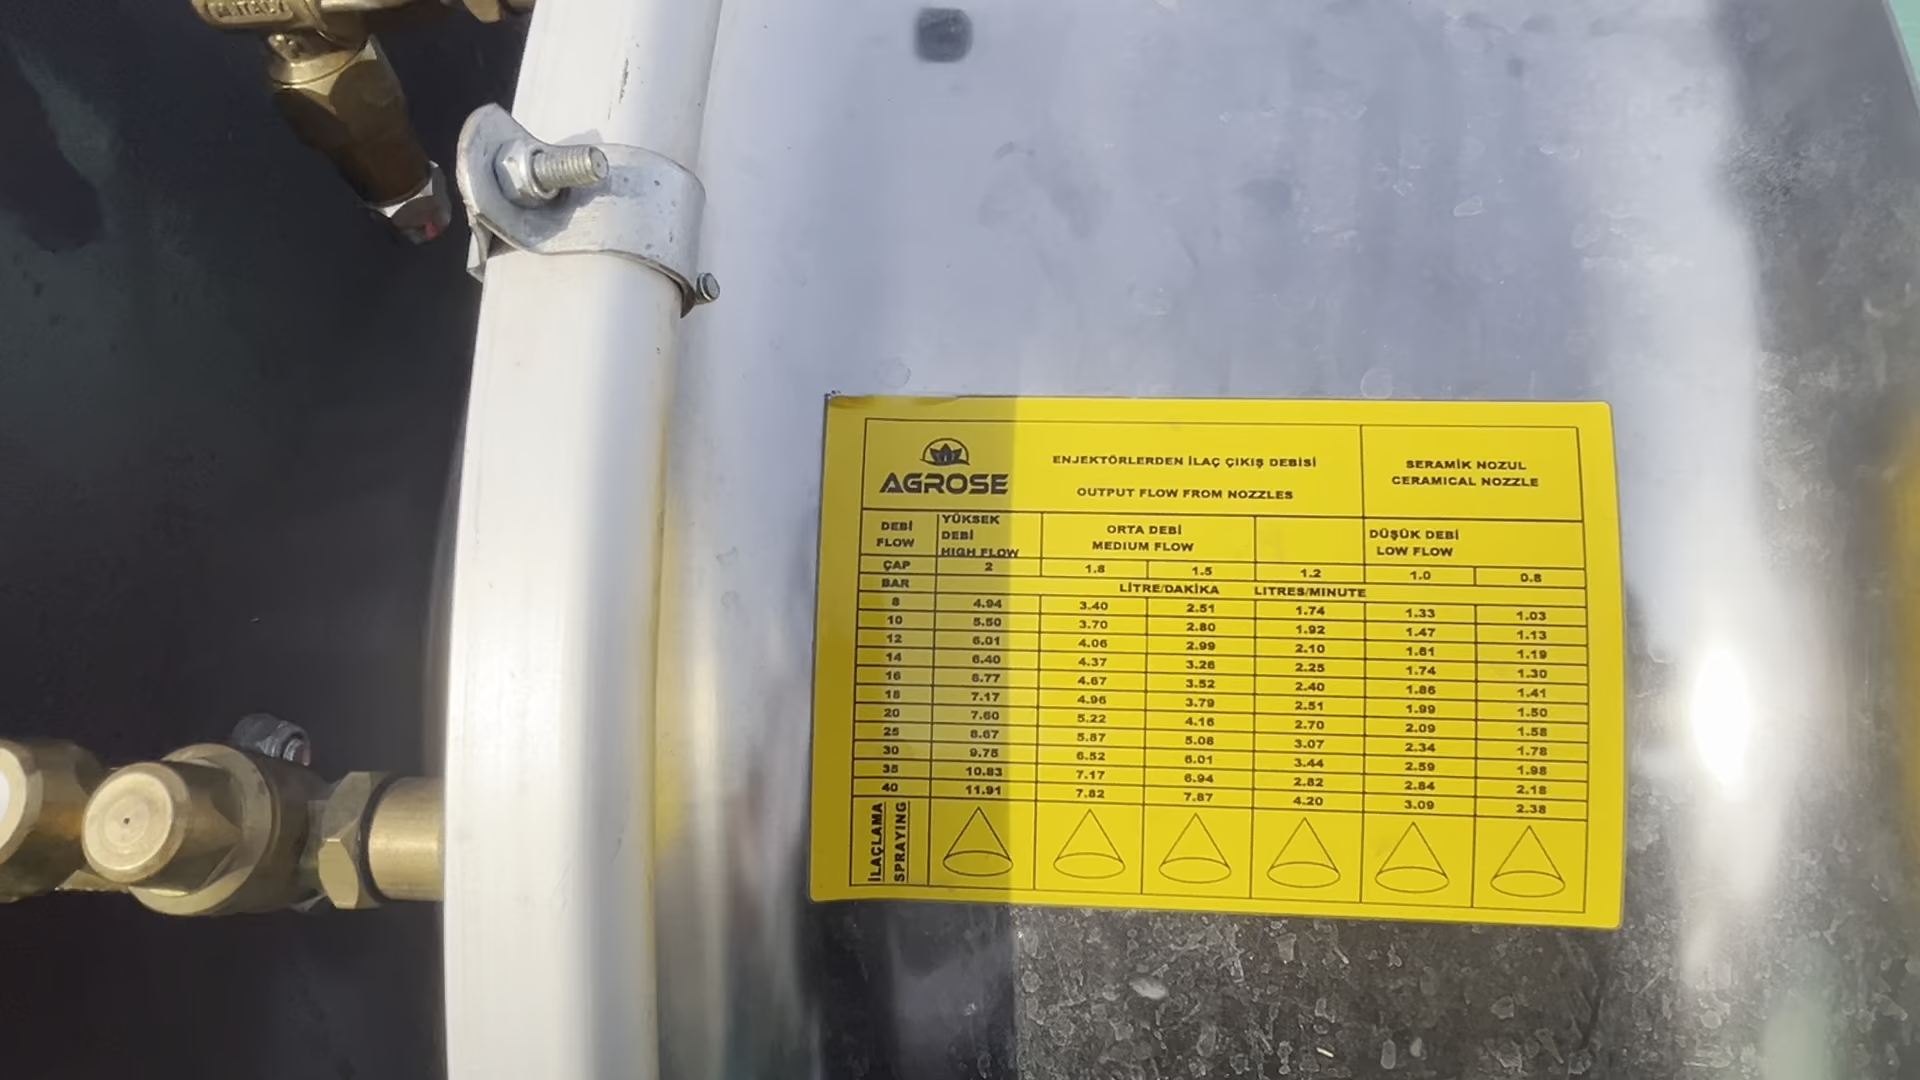 M. ITALY
AGROSE
ENJEKTÖRLERDEN İLAÇ ÇIKIŞ DEBİSİ
OUTPUT FLOW FROM NOZZLES
SERAMİK NOZUL
CERAMICAL NOZZLE
DEBİ
FLOW
YÜKSEK
DEBİ
HIGH FLOW
ORTA DEBİ
MEDIUM FLOW
DÜŞÜK DEBİ
LOW FLOW
ÇAP 2 1.8 1.5 1.2 1.0 0.8
BAR LİTRE/DAKİKA LITRES/MINUTE
8 4.94 3.40 2.51 1.74 1.33 1.03
10 5.50 3.70 2.80 1.92 1.47 1.13
12 6.01 4.06 2.99 2.10 1.61 1.19
14 6.40 4.37 3.26 2.25 1.74 1.30
16 6.77 4.67 3.52 2.40 1.86 1.41
18 7.17 4.96 3.79 2.51 1.99 1.50
20 7.60 5.22 4.16 2.70 2.09 1.58
25 8.67 5.87 5.08 3.07 2.34 1.78
30 9.75 6.52 6.01 3.44 2.59 1.98
35 10.83 7.17 6.94 2.82 2.84 2.18
40 11.91 7.82 7.87 4.20 3.09 2.38
İLAÇLAMA
SPRAYING